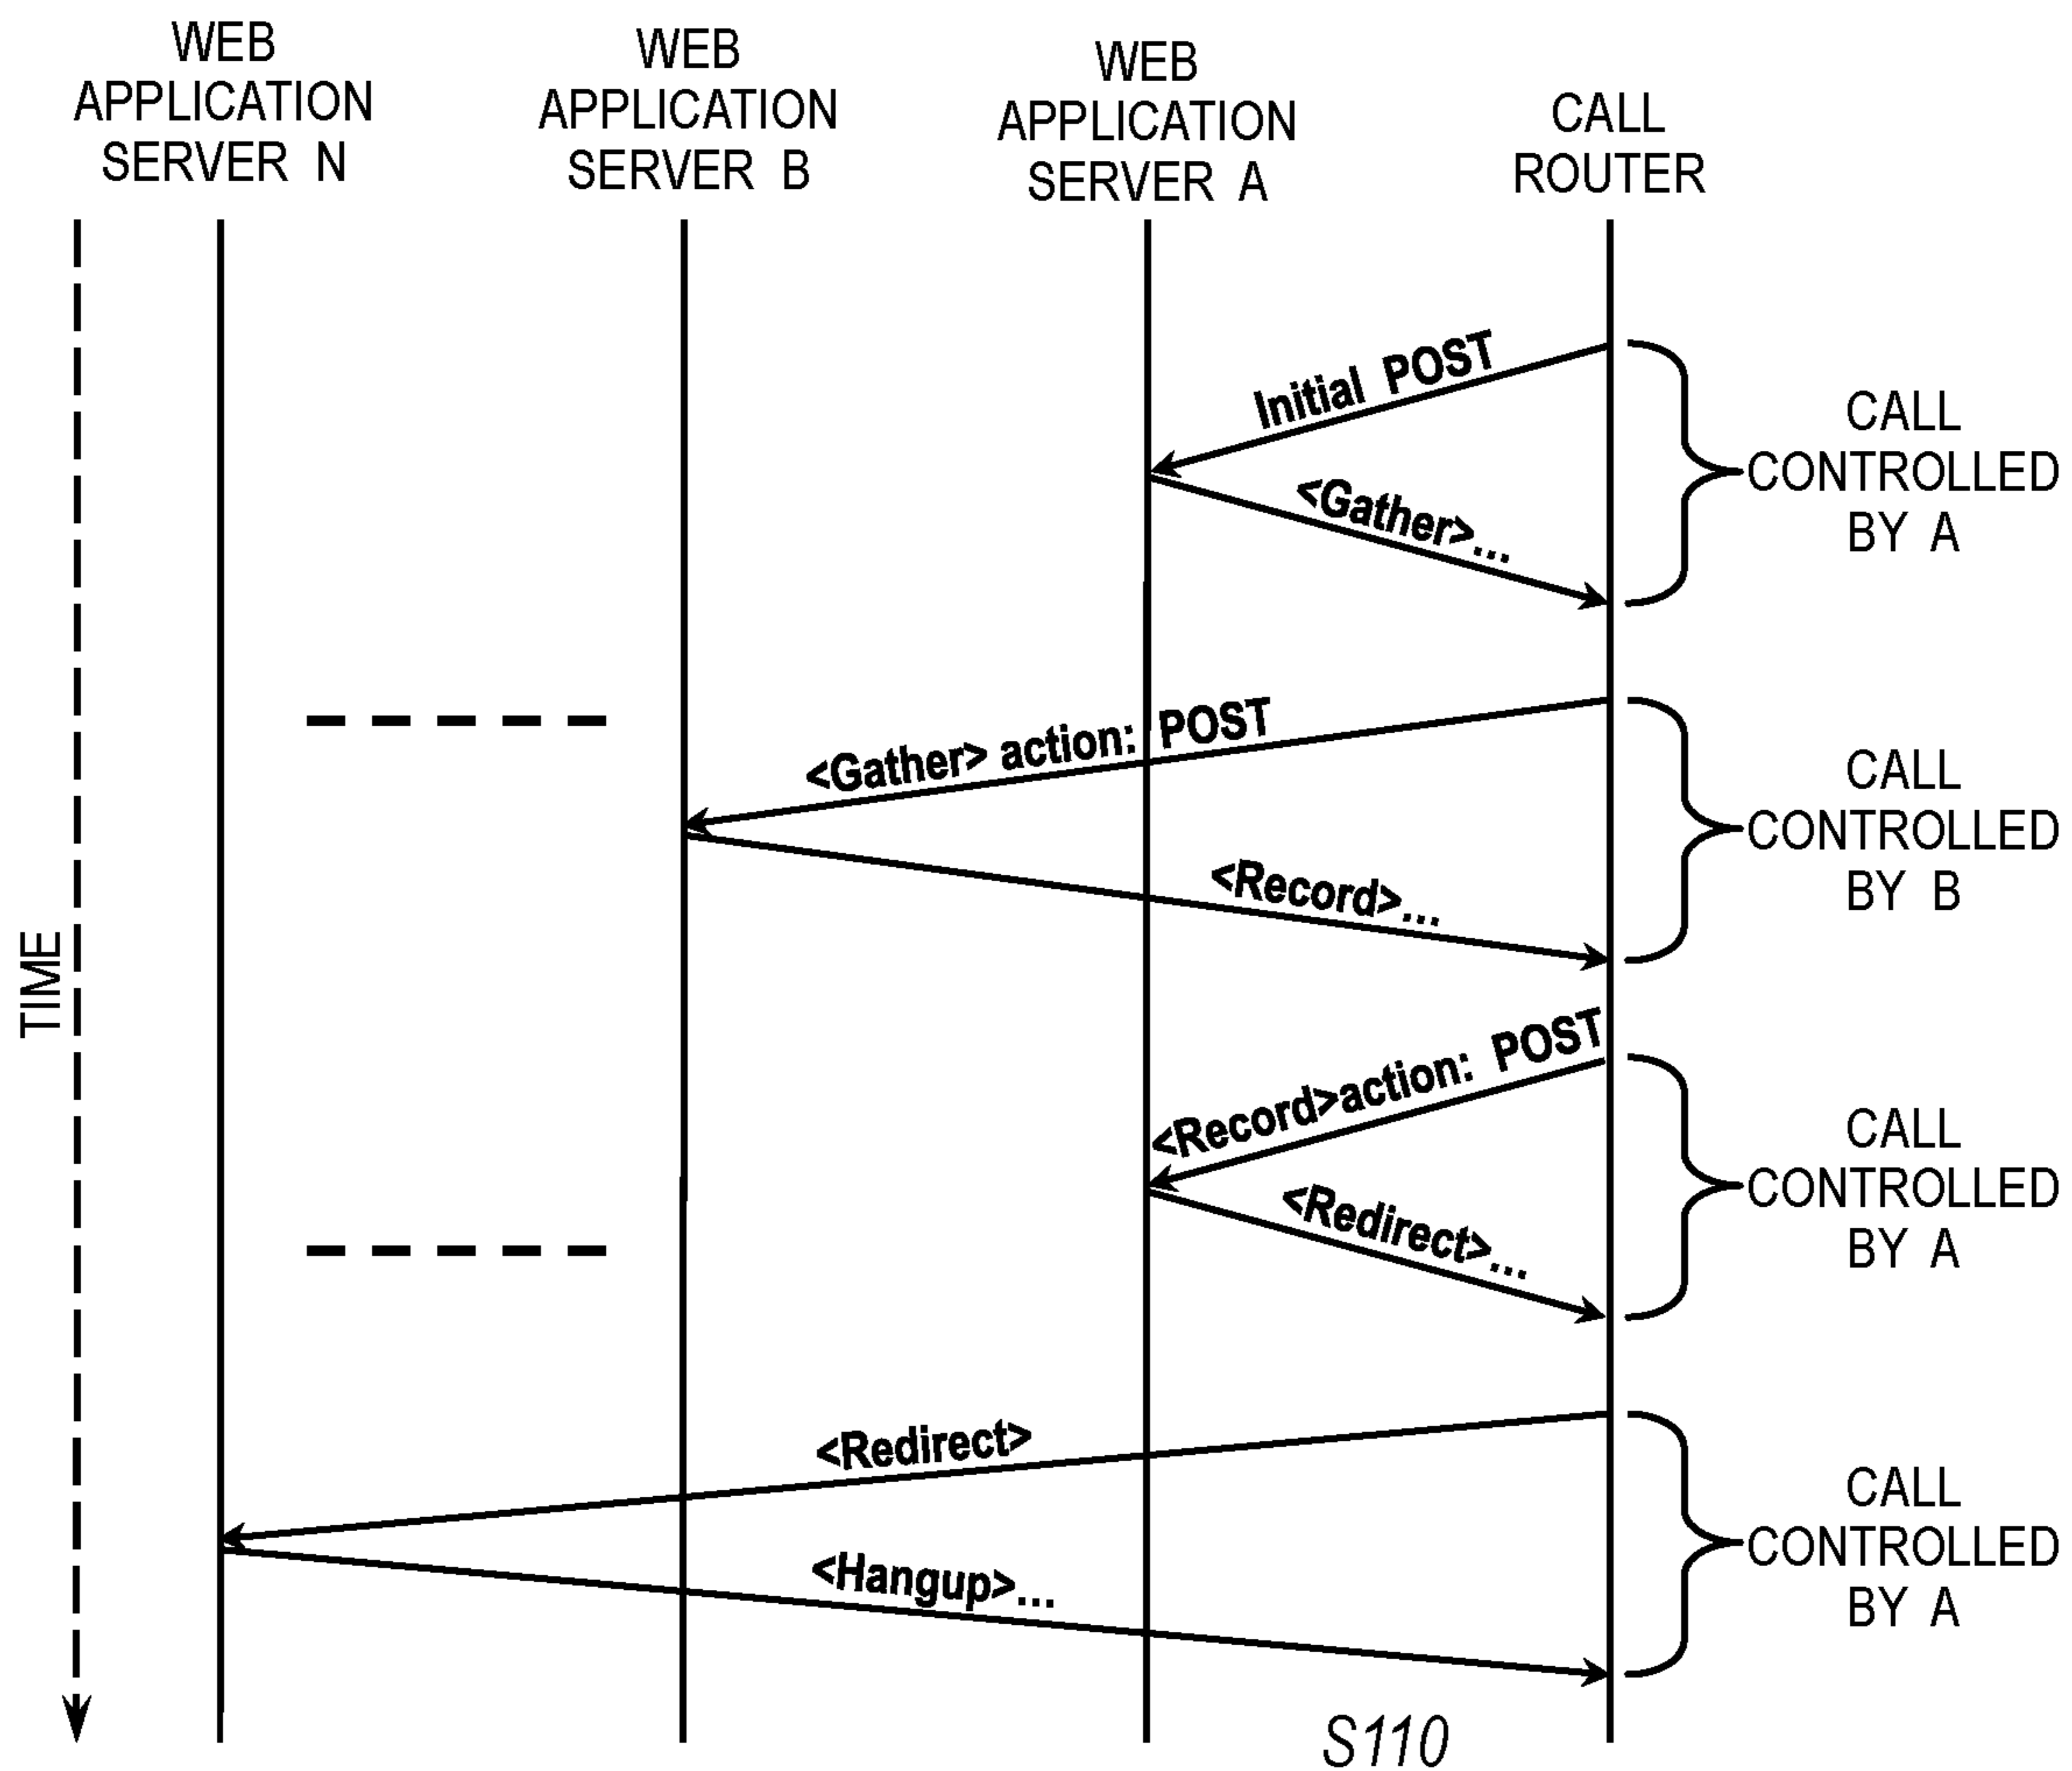 WEB
APPLICATION
SERVER N
WEB
APPLICATION
SERVER B
WEB
APPLICATION
SERVER A
CALL
ROUTER
Initial POST
<Gather>...
CALL
CONTROLLED
BY A
<Gather> action: POST
<Record>...
CALL
CONTROLLED
BY B
TIME
<Record>action: POST
<Redirect>...
CALL
CONTROLLED
BY A
<Redirect>
<Hangup>...
CALL
CONTROLLED
BY A
S110